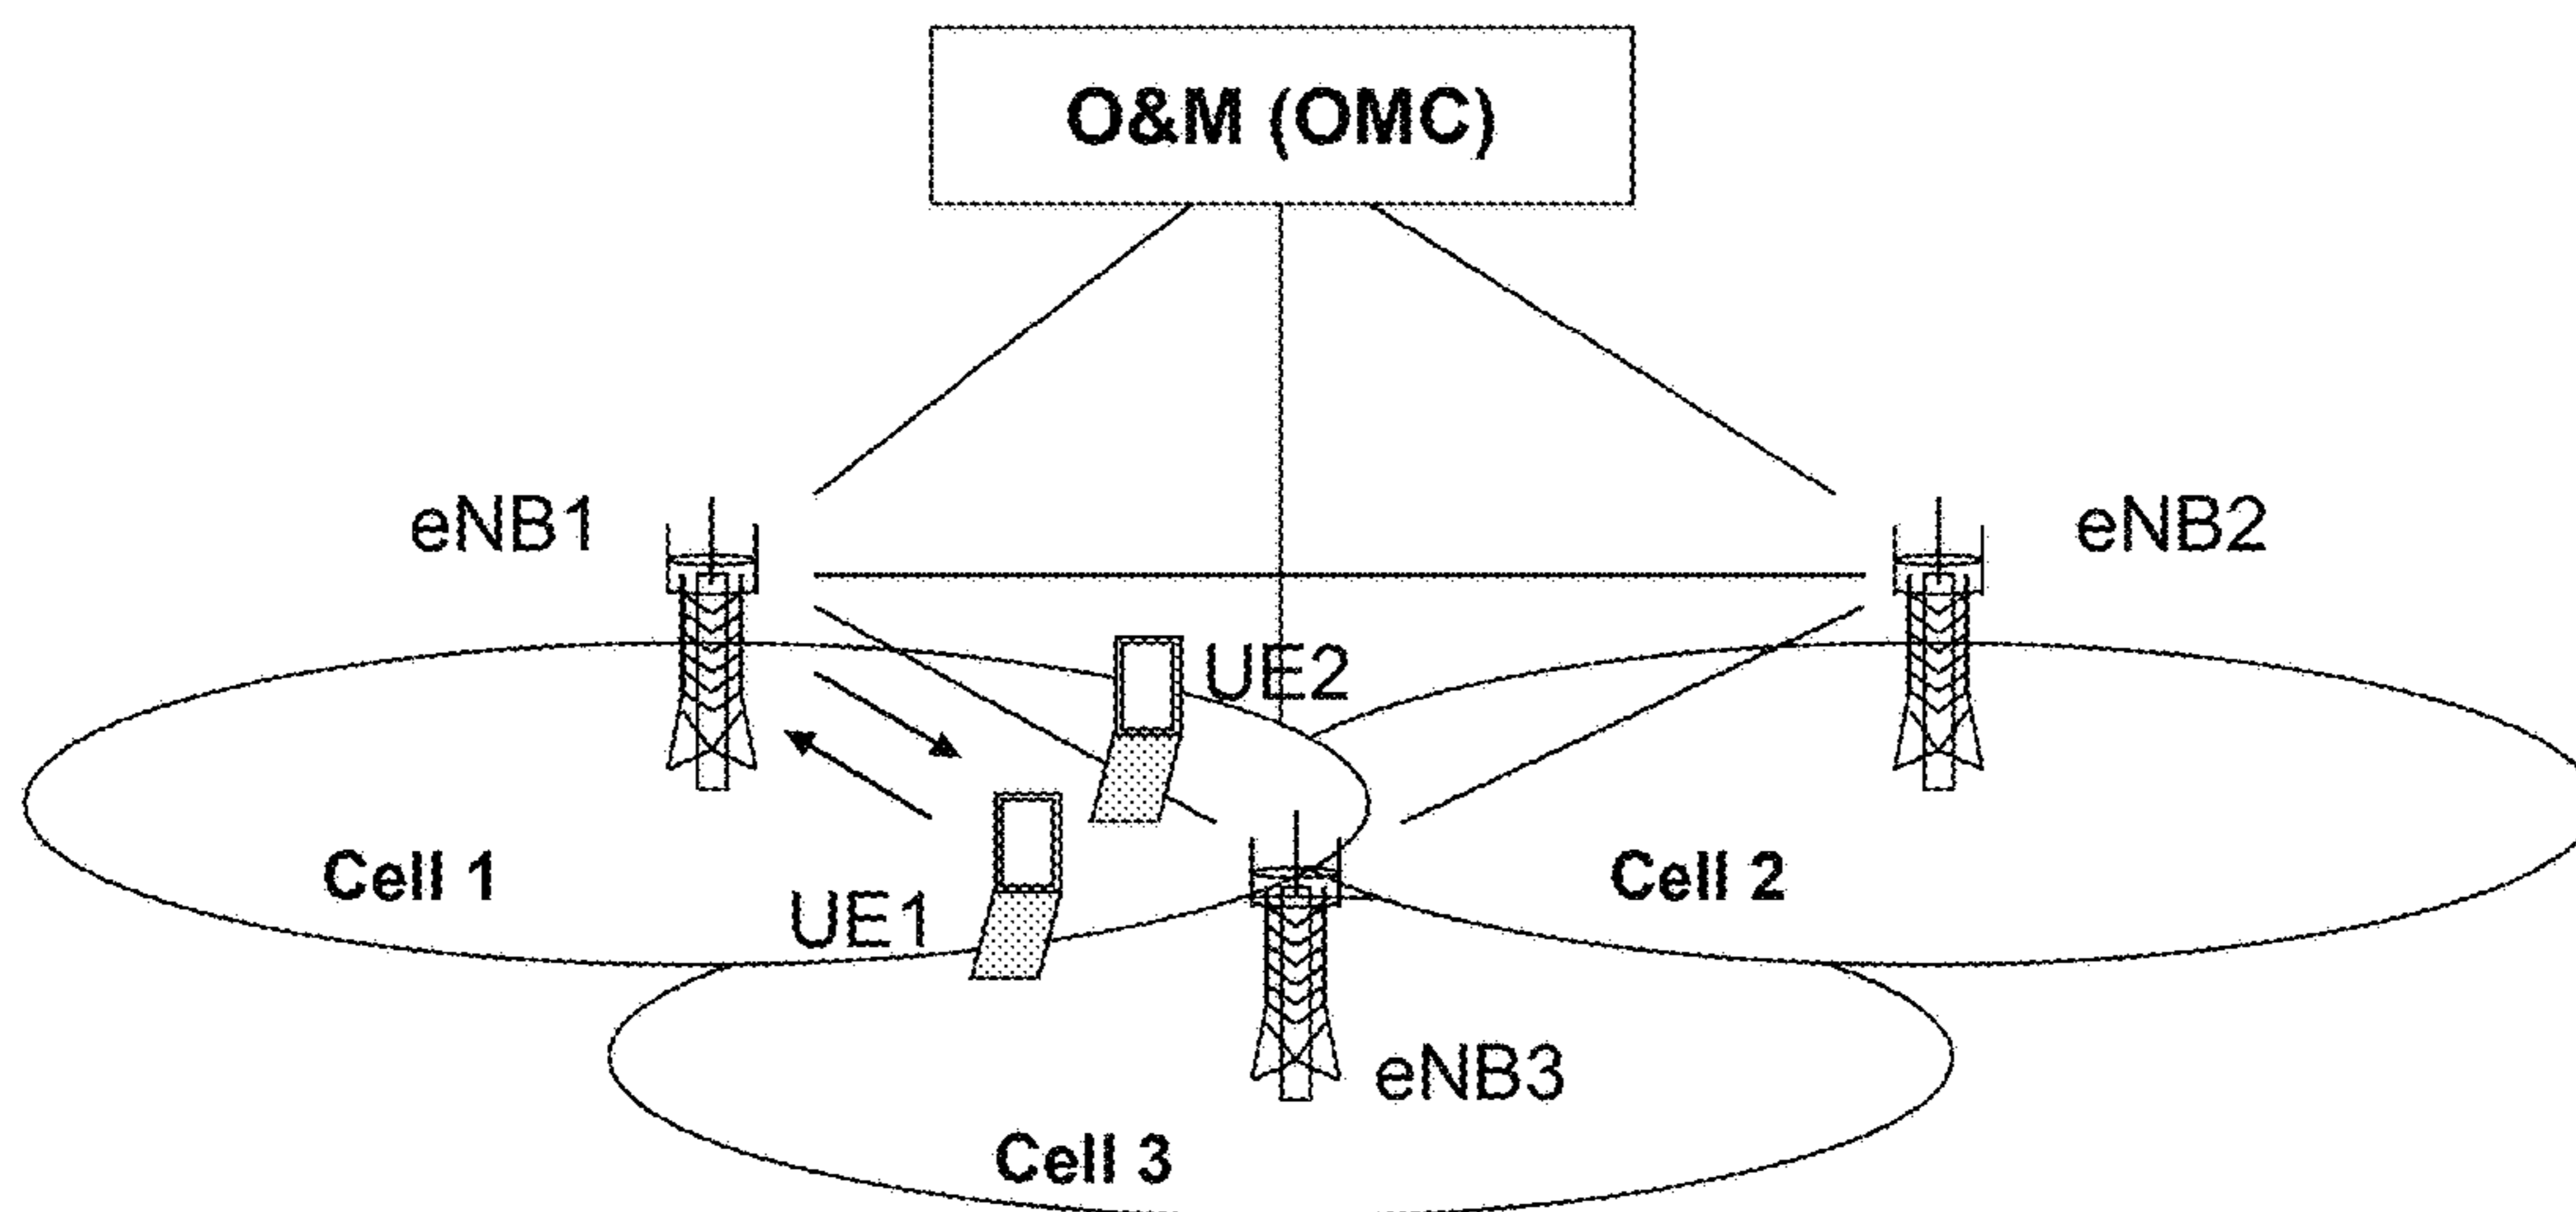 O&M (OMC)
eNB1
eNB2
UE2
Cell 1
UE1
Cell 2
eNB3
Cell 3